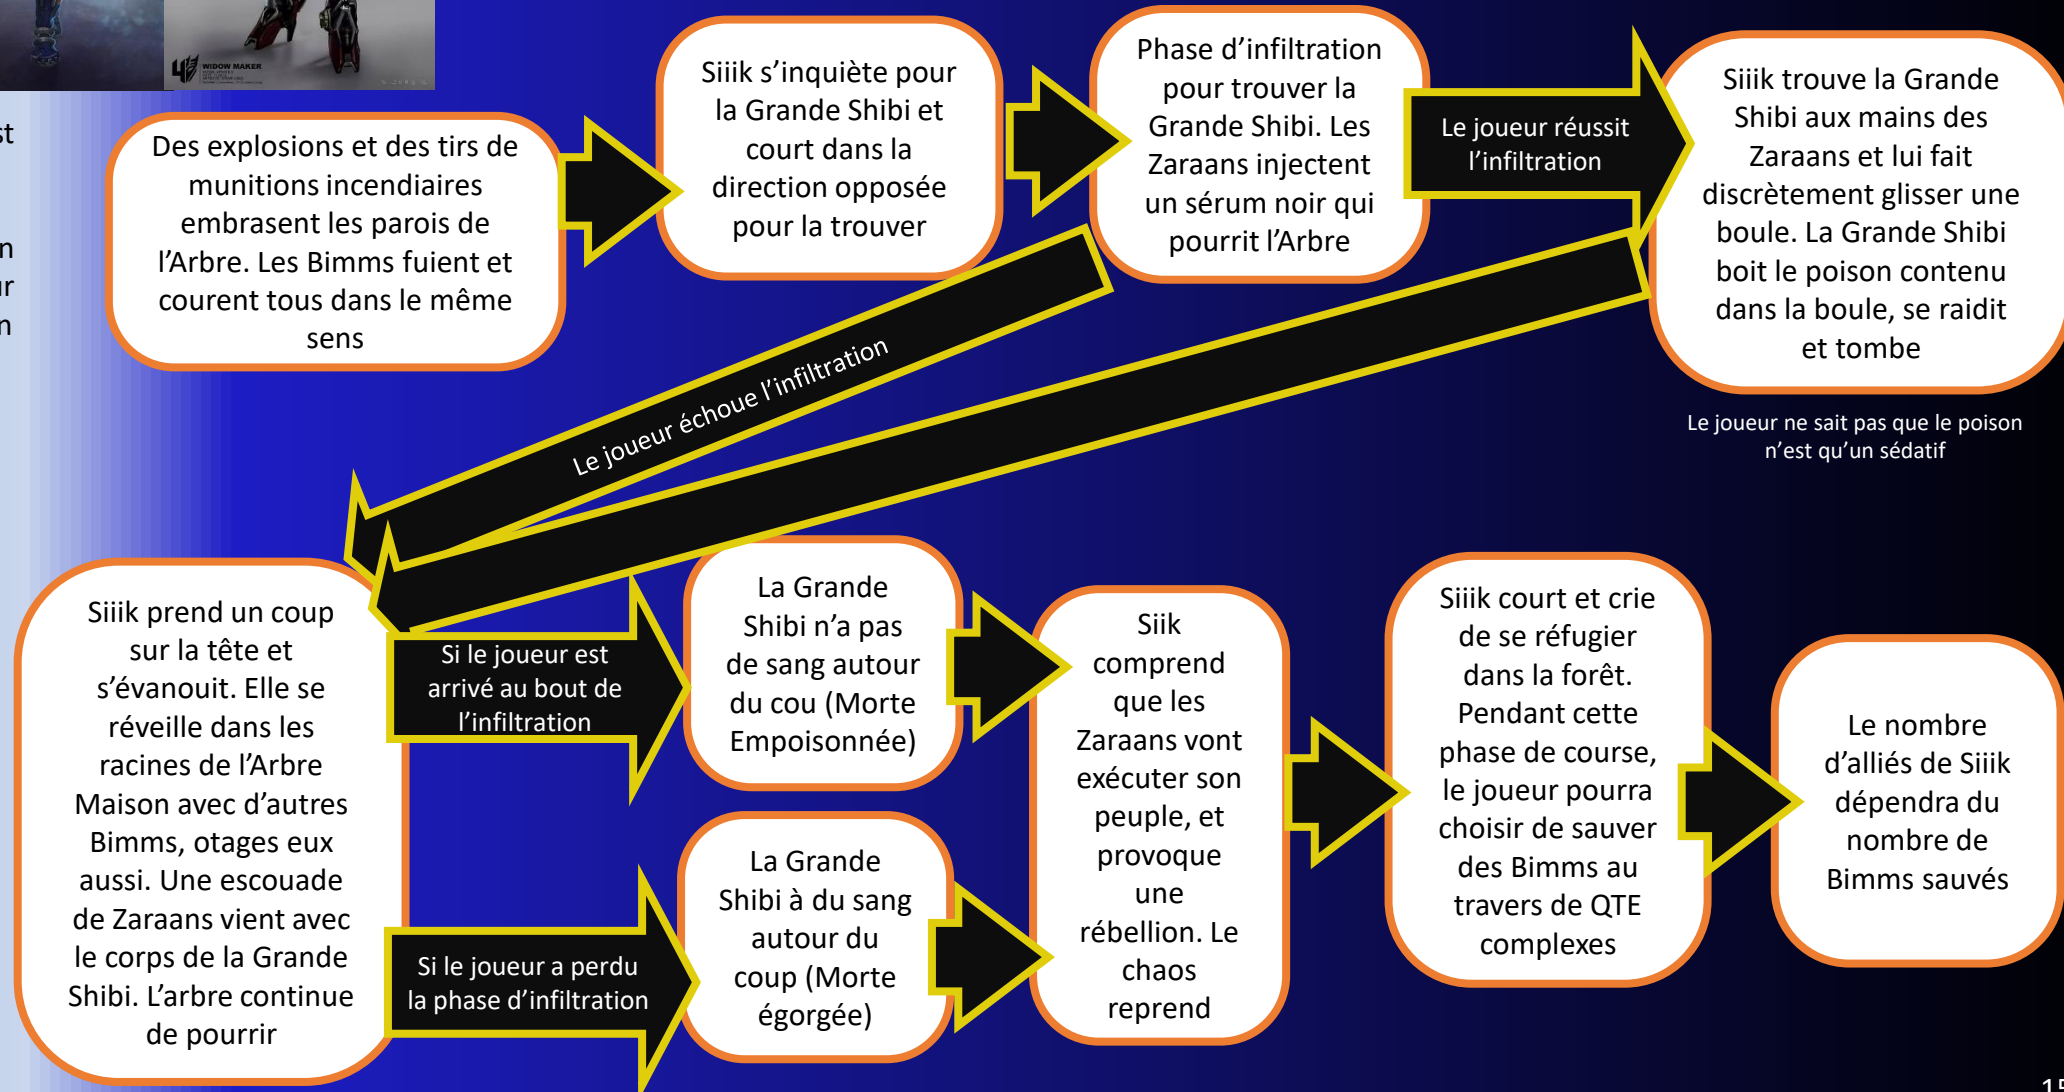 WIDOW MAKER
st
n
ur
n
Des explosions et des tirs de
munitions incendiaires
embrasent les parois de
l’Arbre. Les Bimms fuient et
courent tous dans le même
sens
Siiik s’inquiète pour
la Grande Shibi et
court dans la
direction opposée
pour la trouver
Phase d’infiltration
pour trouver la
Grande Shibi. Les
Zaraans injectent
un sérum noir qui
pourrit l’Arbre
Le joueur réussit
l’infiltration
Siiik trouve la Grande
Shibi aux mains des
Zaraans et lui fait
discrètement glisser une
boule. La Grande Shibi
boit le poison contenu
dans la boule, se raidit
et tombe
Le joueur ne sait pas que le poison
n’est qu’un sédatif
Le joueur échoue l’infiltration
Siiik prend un coup
sur la tête et
s’évanouit. Elle se
réveille dans les
racines de l’Arbre
Maison avec d’autres
Bimms, otages eux
aussi. Une escouade
de Zaraans vient avec
le corps de la Grande
Shibi. L’arbre continue
de pourrir
Si le joueur est
arrivé au bout de
l’infiltration
La Grande
Shibi n’a pas
de sang autour
du cou (Morte
Empoisonnée)
Si le joueur a perdu
la phase d’infiltration
La Grande
Shibi à du sang
autour du
coup (Morte
égorgée)
Siik
comprend
que les
Zaraans vont
exécuter son
peuple, et
provoque
une
rébellion. Le
chaos
reprend
Siiik court et crie
de se réfugier
dans la forêt.
Pendant cette
phase de course,
le joueur pourra
choisir de sauver
des Bimms au
travers de QTE
complexes
Le nombre
d’alliés de Siiik
dépendra du
nombre de
Bimms sauvés
15